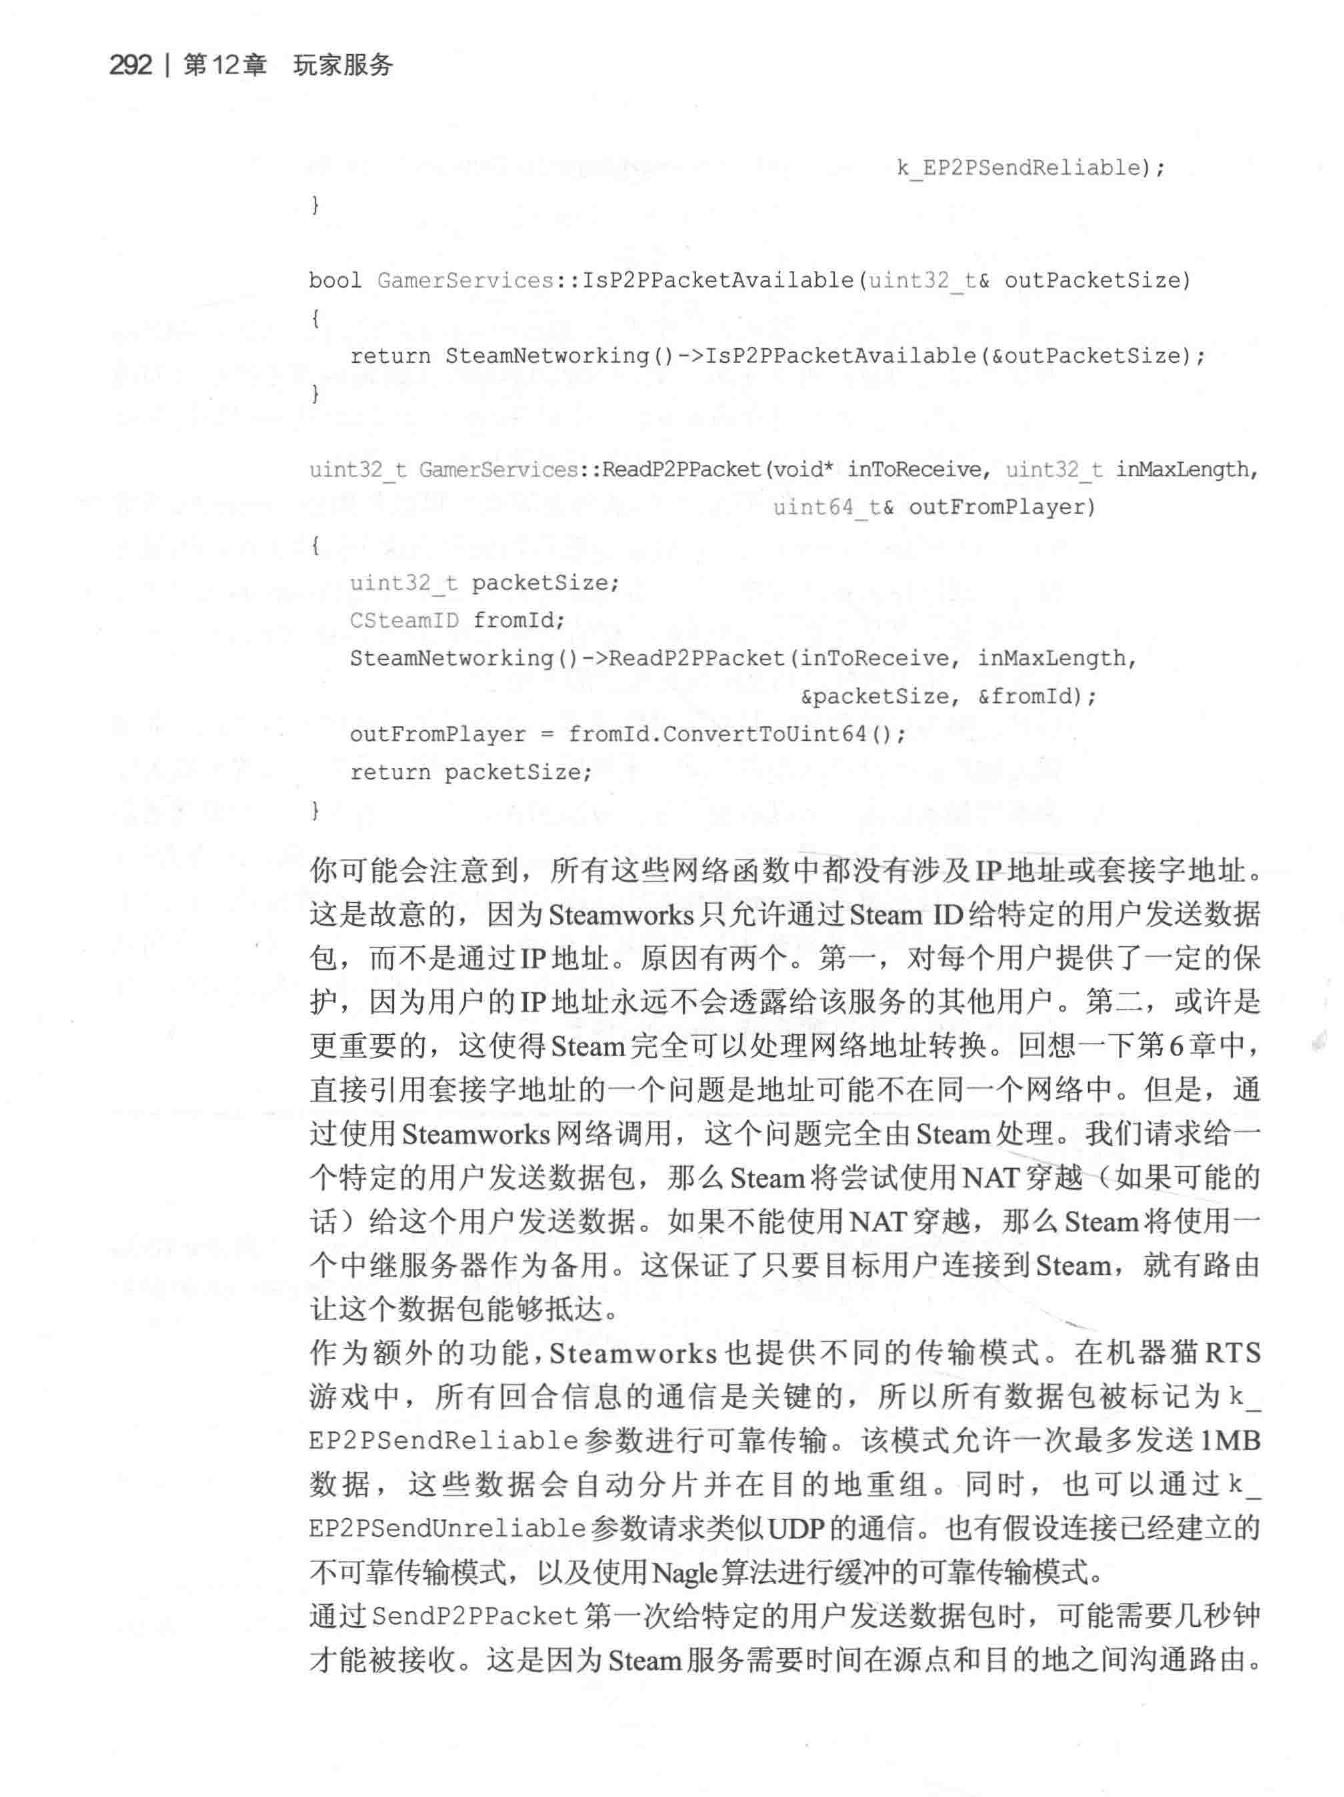 292 | 第12章 玩家服务
k_EP2PSendReliable);
}
bool GamerServices::IsP2PPacketAvailable(uint32_t& outPacketSize)
{
return SteamNetworking()->IsP2PPacketAvailable(&outPacketSize);
}
uint32_t GamerServices::ReadP2PPacket(void* inToReceive, uint32_t inMaxLength,
uint64_t& outFromPlayer)
{
uint32_t packetSize;
CSteamID fromId;
SteamNetworking()->ReadP2PPacket(inToReceive, inMaxLength,
&packetSize, &fromId);
outFromPlayer = fromId.ConvertToUint64();
return packetSize;
}
你可能会注意到，所有这些网络函数中都没有涉及IP地址或套接字地址。
这是故意的，因为Steamworks只允许通过Steam ID给特定的用户发送数据
包，而不是通过IP地址。原因有两个。第一，对每个用户提供了一定的保
护，因为用户的IP地址永远不会透露给该服务的其他用户。第二，或许是
更重要的，这使得Steam完全可以处理网络地址转换。回想一下第6章中，
直接引用套接字地址的一个问题是地址可能不在同一个网络中。但是，通
过使用Steamworks网络调用，这个问题完全由Steam处理。我们请求给一
个特定的用户发送数据包，那么Steam将尝试使用NAT穿越（如果可能的
话）给这个用户发送数据。如果不能使用NAT穿越，那么Steam将使用一
个中继服务器作为备用。这保证了只要目标用户连接到Steam，就有路由
让这个数据包能够抵达。
作为额外的功能，Steamworks也提供不同的传输模式。在机器猫RTS
游戏中，所有回合信息的通信是关键的，所以所有数据包被标记为k_
EP2PSendReliable参数进行可靠传输。该模式允许一次最多发送1MB
数据，这些数据会自动分片并在目的地重组。同时，也可以通过k_
EP2PSendUnreliable参数请求类似UDP的通信。也有假设连接已经建立的
不可靠传输模式，以及使用Nagle算法进行缓冲的可靠传输模式。
通过SendP2PPacket第一次给特定的用户发送数据包时，可能需要几秒钟
才能被接收。这是因为Steam服务需要时间在源点和目的地之间沟通路由。